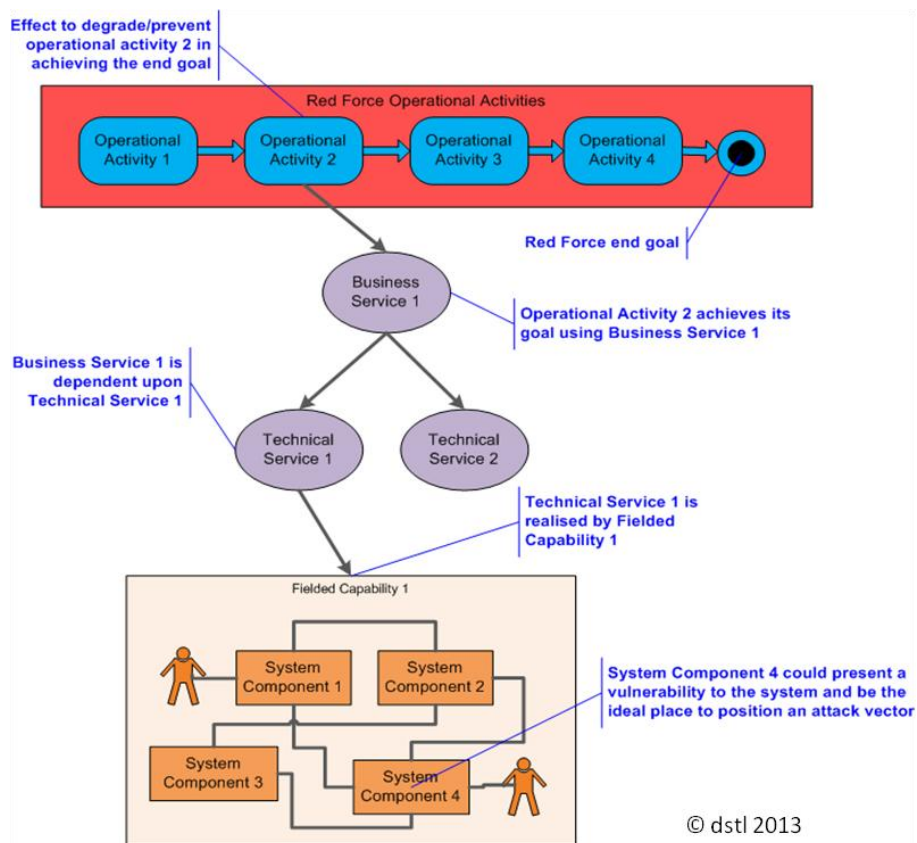 Effect to degrade/prevent
operational activity 2 in
achieving the end goal
Red Force Operational Activities
Operational
Activity 1
Operational
Activity 2
Operational
Activity 3
Operational
Activity 4
Red Force end goal
Business
Service 1
Operational Activity 2 achieves its
goal using Business Service 1
Business Service 1 is
dependent upon
Technical Service 1
Technical
Service 1
Technical
Service 2
Technical Service 1 is
realised by Fielded
Capability 1
Fielded Capability 1
System
Component 1
System
Component 2
System Component 4 could present a
vulnerability to the system and be the
ideal place to position an attack vector
System
Component 3
System
Component 4
© dstl 2013